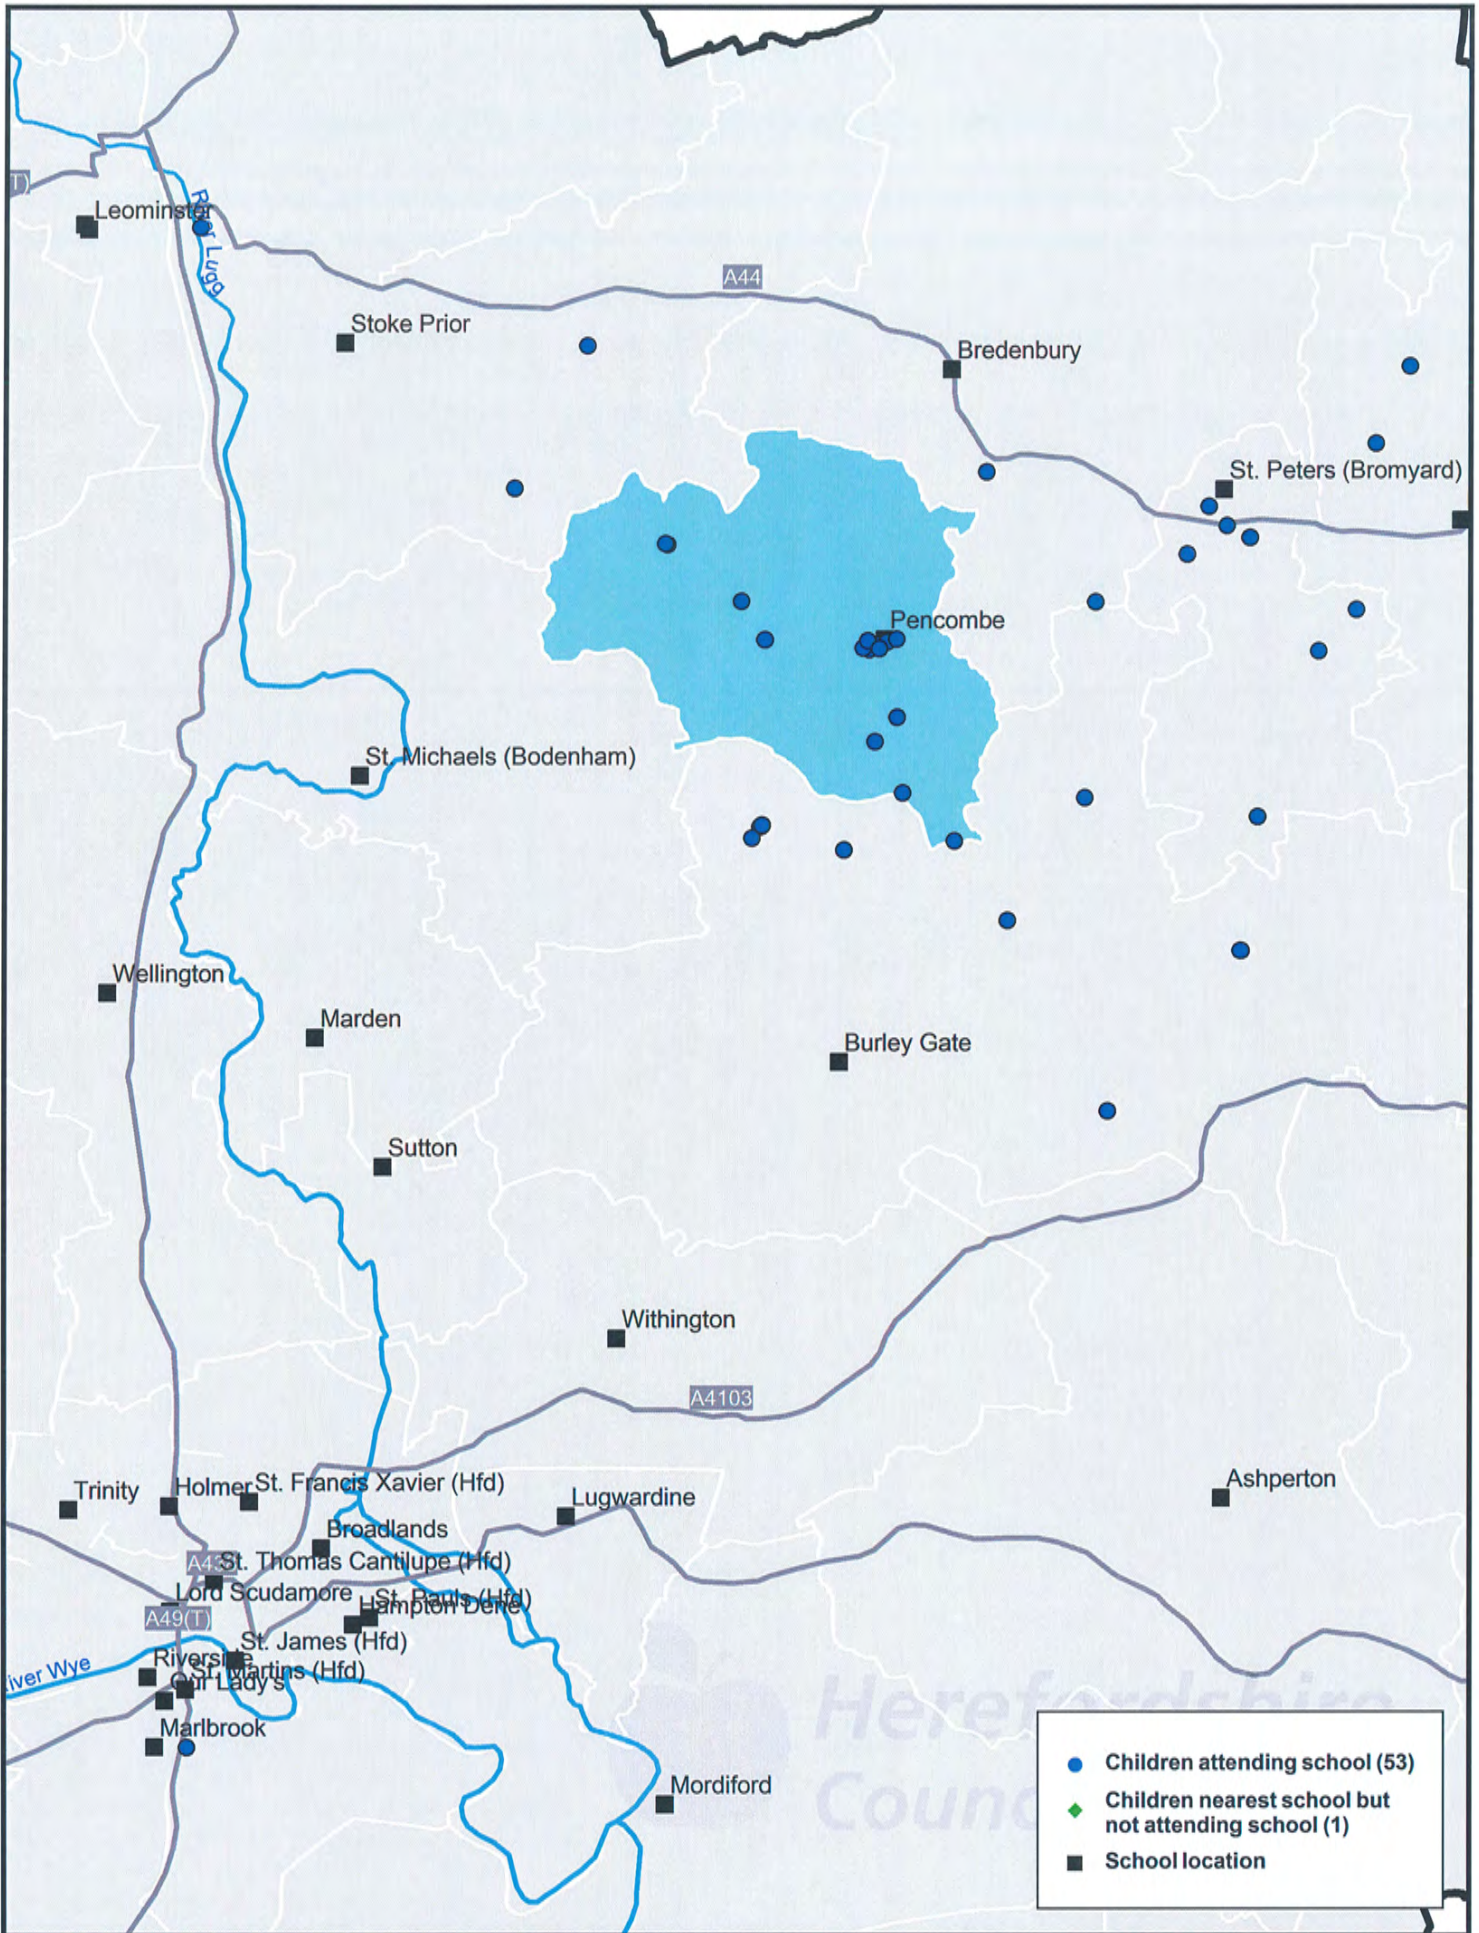 T)
Leominster
River Lugg
A44
Stoke Prior
Bredenbury
St. Peters (Bromyard)
Pencombe
St. Michaels (Bodenham)
Wellington
Marden
Burley Gate
Sutton
Withington
A4103
Trinity
Holmer
St. Francis Xavier (Hfd)
Lugwardine
Ashperton
Broadlands
St. Thomas Cantilupe (Hfd)
Lord Scudamore
St. Pauls (Hfd)
Hampton Dene
A49(T)
St. James (Hfd)
Riverside
St. Martins (Hfd)
Our Lady's
iver Wye
Marlbrook
Mordiford
Herefordshire
Counc
Children attending school (53)
Children nearest school but
not attending school (1)
School location